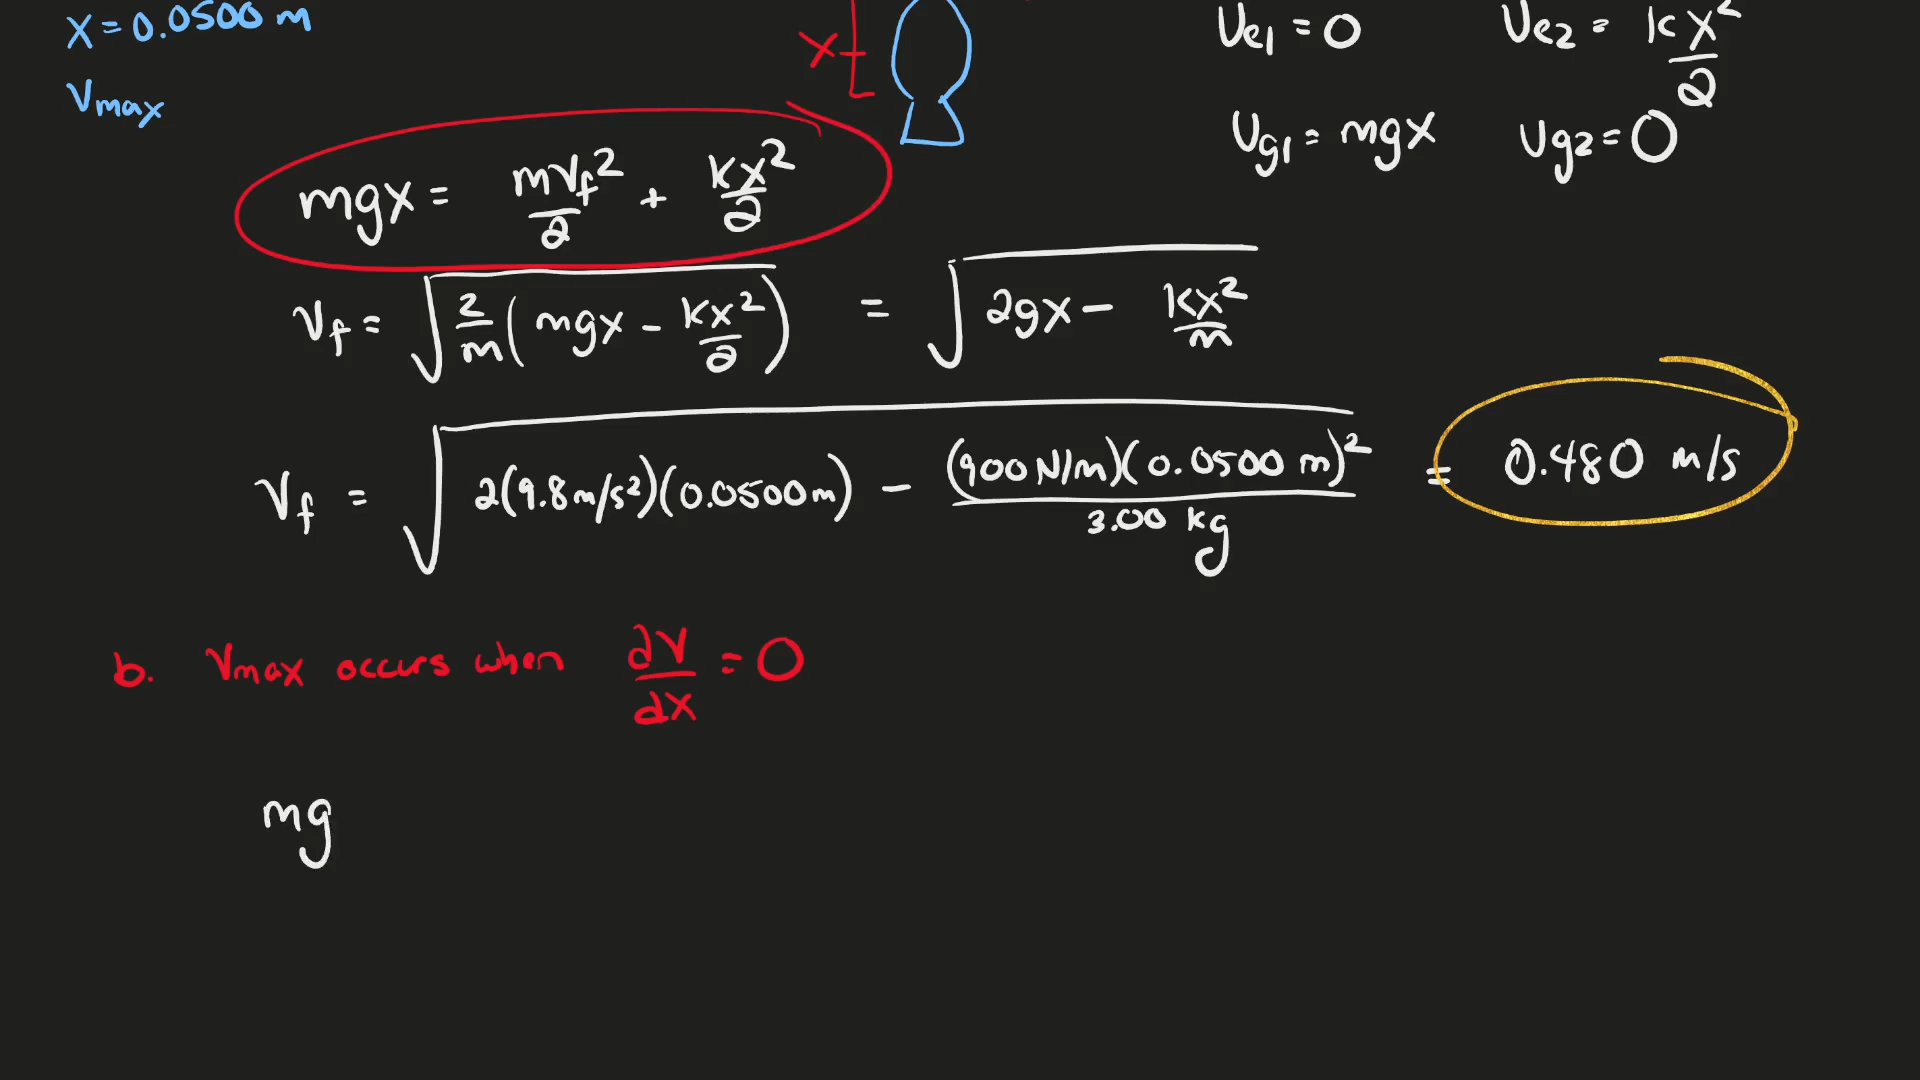 x = 0.0500 m
Vmax
x
Ue1 = 0 Ue2 = kx²/2
Ug1 = mgx Ug2 = 0
mgx = mVf²/2 + kx²/2
Vf = √(2/m (mgx - kx²/2)) = √(2gx - kx²/m)
Vf = √(2(9.8 m/s²)(0.0500 m) - (900 N/m)(0.0500 m)²/3.00 kg) = 0.480 m/s
b. Vmax occurs when dV/dx = 0
mg